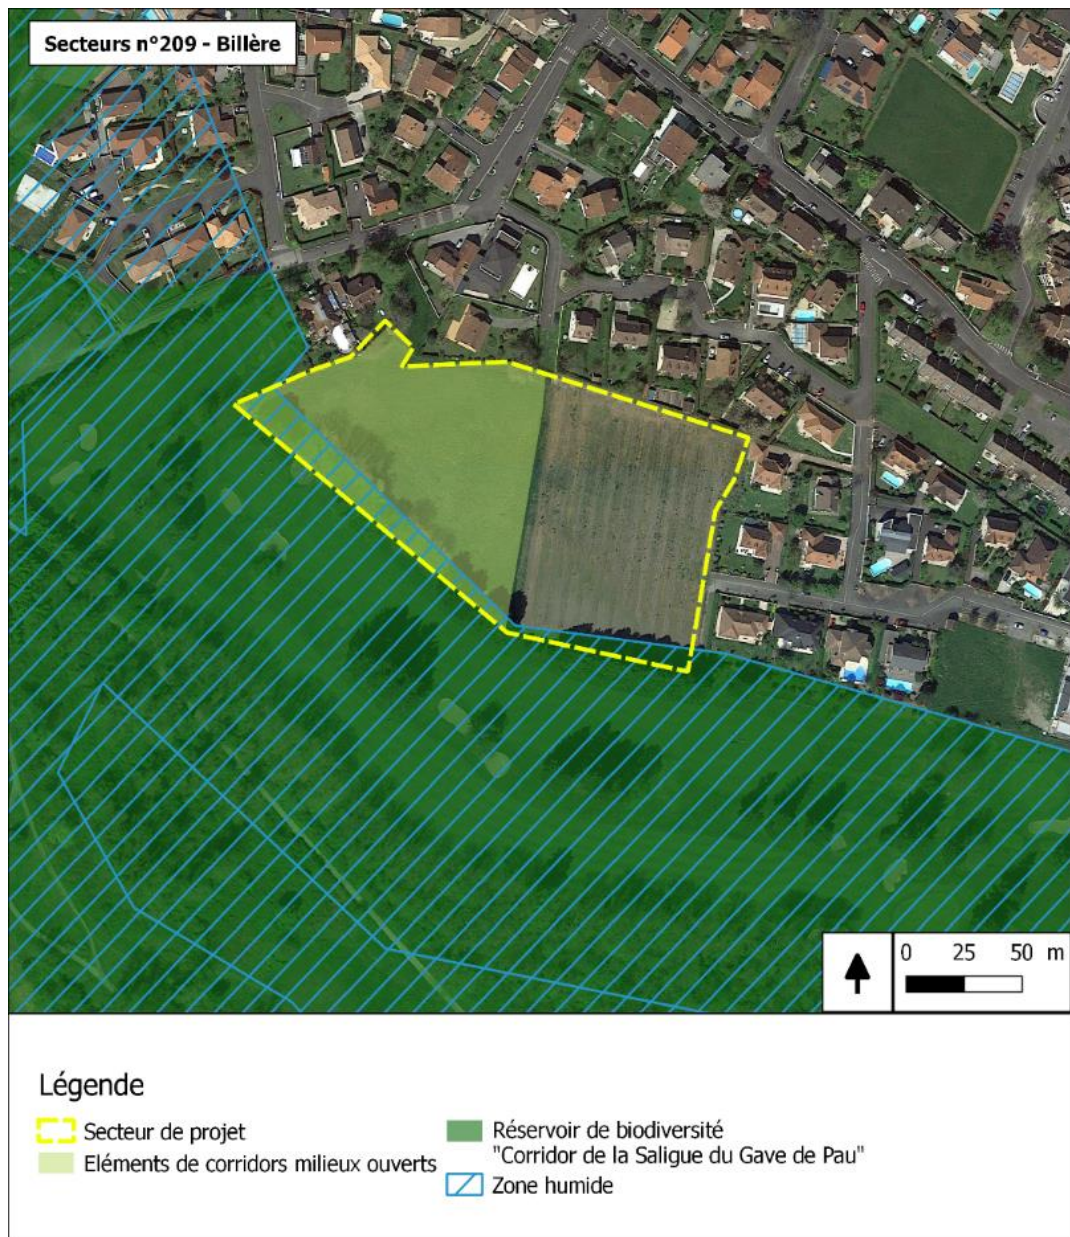 Secteurs n°209 - Billère
0 25 50 m
Légende
Secteur de projet
Eléments de corridors milieux ouverts
Réservoir de biodiversité
"Corridor de la Saligue du Gave de Pau"
Zone humide